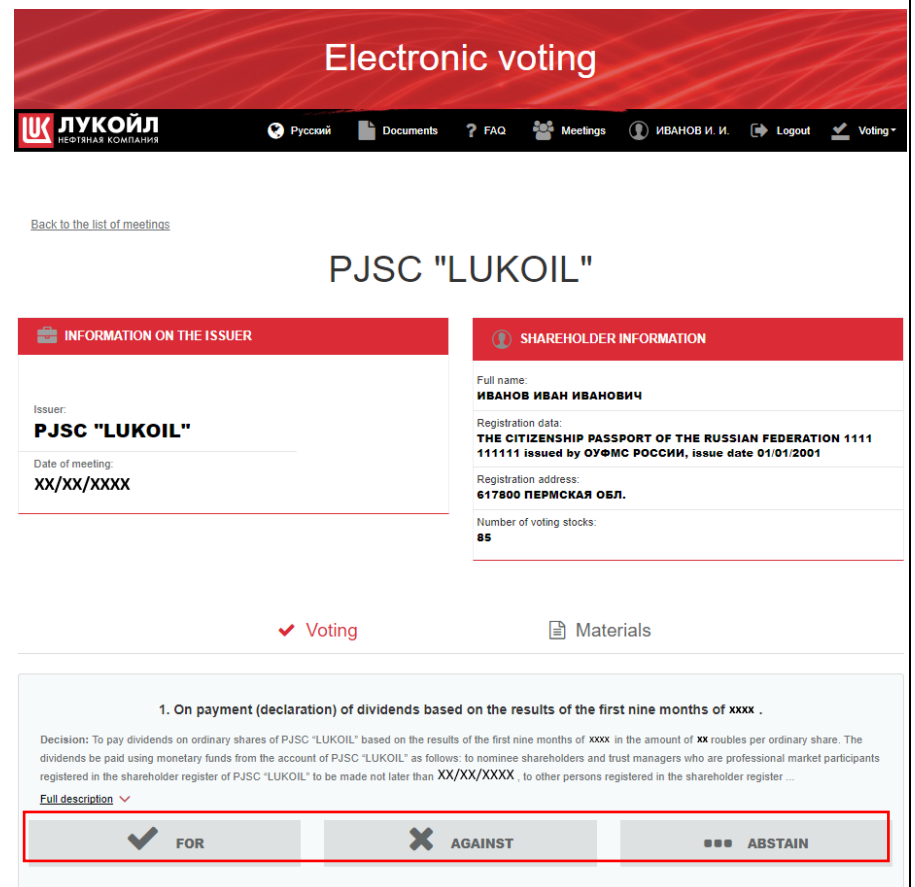 Electronic voting
ЛУКОЙЛ
НЕФТЯНАЯ КОМПАНИЯ
Русский Documents ? FAQ Meetings ИВАНОВ И. И. Logout Voting
Back to the list of meetings
PJSC "LUKOIL"
INFORMATION ON THE ISSUER
Issuer:
PJSC "LUKOIL"
Date of meeting:
XX/XX/XXXX
SHAREHOLDER INFORMATION
Full name:
ИВАНОВ ИВАН ИВАНОВИЧ
Registration data:
THE CITIZENSHIP PASSPORT OF THE RUSSIAN FEDERATION 1111
111111 issued by ОУФМС РОССИИ, issue date 01/01/2001
Registration address:
617800 ПЕРМСКАЯ ОБЛ.
Number of voting stocks:
85
Voting Materials
1. On payment (declaration) of dividends based on the results of the first nine months of xxxx .
Decision: To pay dividends on ordinary shares of PJSC “LUKOIL” based on the results of the first nine months of xxxx in the amount of xx roubles per ordinary share. The
dividends be paid using monetary funds from the account of PJSC “LUKOIL” as follows: to nominee shareholders and trust managers who are professional market participants
registered in the shareholder register of PJSC “LUKOIL” to be made not later than XX/XX/XXXX , to other persons registered in the shareholder register ...
Full description
FOR AGAINST ABSTAIN